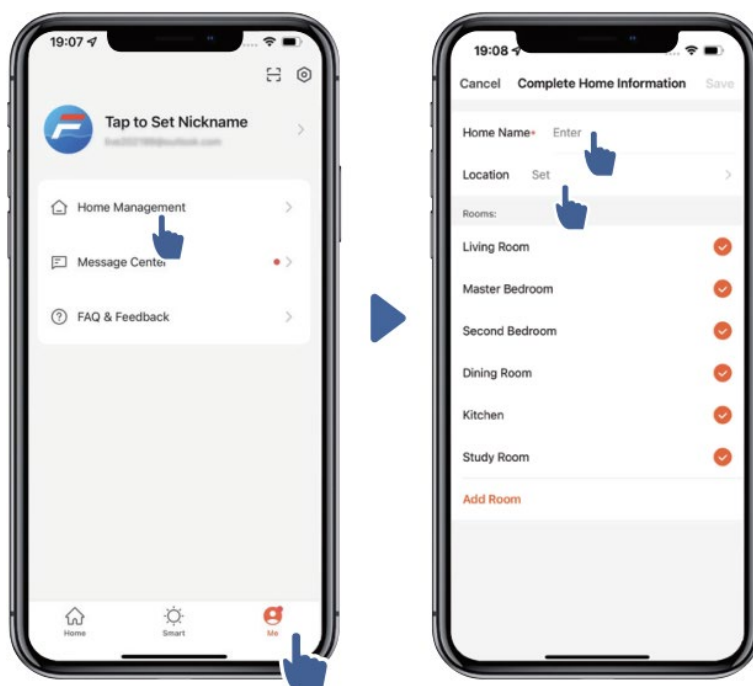 19:07
Tap to Set Nickname
Home Management
Message Center
FAQ & Feedback
Home
Smart
Me
19:08
Cancel Complete Home Information Save
Home Name* Enter
Location Set
Rooms:
Living Room
Master Bedroom
Second Bedroom
Dining Room
Kitchen
Study Room
Add Room